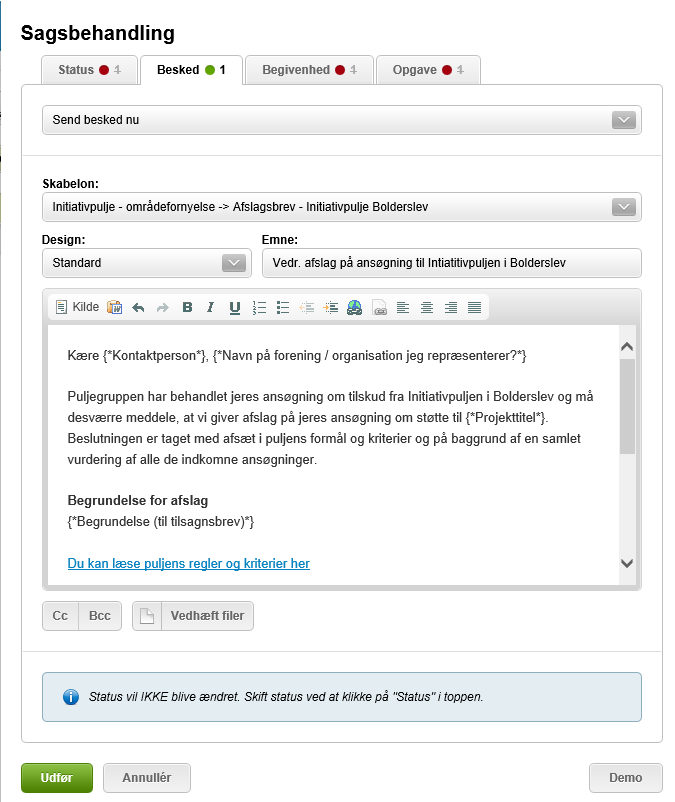 Sagsbehandling
Status 1 Besked 1 Begivenhed 1 Opgave 1
Send besked nu
Skabelon:
Initiativpulje - områdefornyelse -> Afslagsbrev - Initiativpulje Bolderslev
Design: Emne:
Standard Vedr. afslag på ansøgning til Intiatitivpuljen i Bolderslev
Kilde B I U
Kære {*Kontaktperson*}, {*Navn på forening / organisation jeg repræsenterer?*}
Puljegruppen har behandlet jeres ansøgning om tilskud fra Initiativpuljen i Bolderslev og må
desværre meddele, at vi giver afslag på jeres ansøgning om støtte til {*Projekttitel*}.
Beslutningen er taget med afsæt i puljens formål og kriterier og på baggrund af en samlet
vurdering af alle de indkomne ansøgninger.
Begrundelse for afslag
{*Begrundelse (til tilsagnsbrev)*}
Du kan læse puljens regler og kriterier her
Cc Bcc Vedhæft filer
Status vil IKKE blive ændret. Skift status ved at klikke på "Status" i toppen.
Udfør Annullér Demo